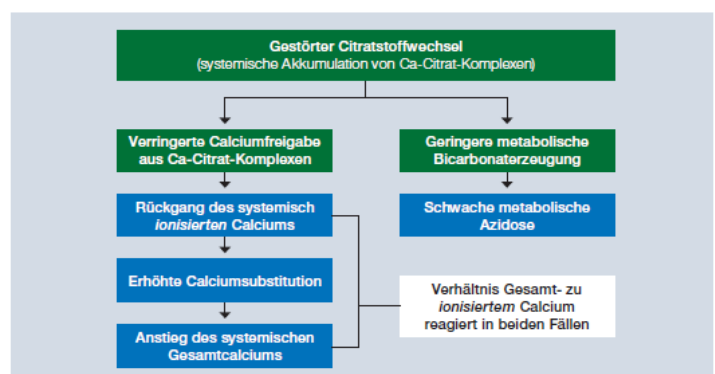 Gestörter Citratstoffwechsel
(systemische Akkumulation von Ca-Citrat-Komplexen)
Verringerte Calciumfreigabe
aus Ca-Citrat-Komplexen
Geringere metabolische
Bicarbonaterzeugung
Rückgang des systemisch
ionisierten Calciums
Schwache metabolische
Azidose
Erhöhte Calciumsubstitution
Verhältnis Gesamt- zu
ionisiertem Calcium
reagiert in beiden Fällen
Anstieg des systemischen
Gesamtcalciums